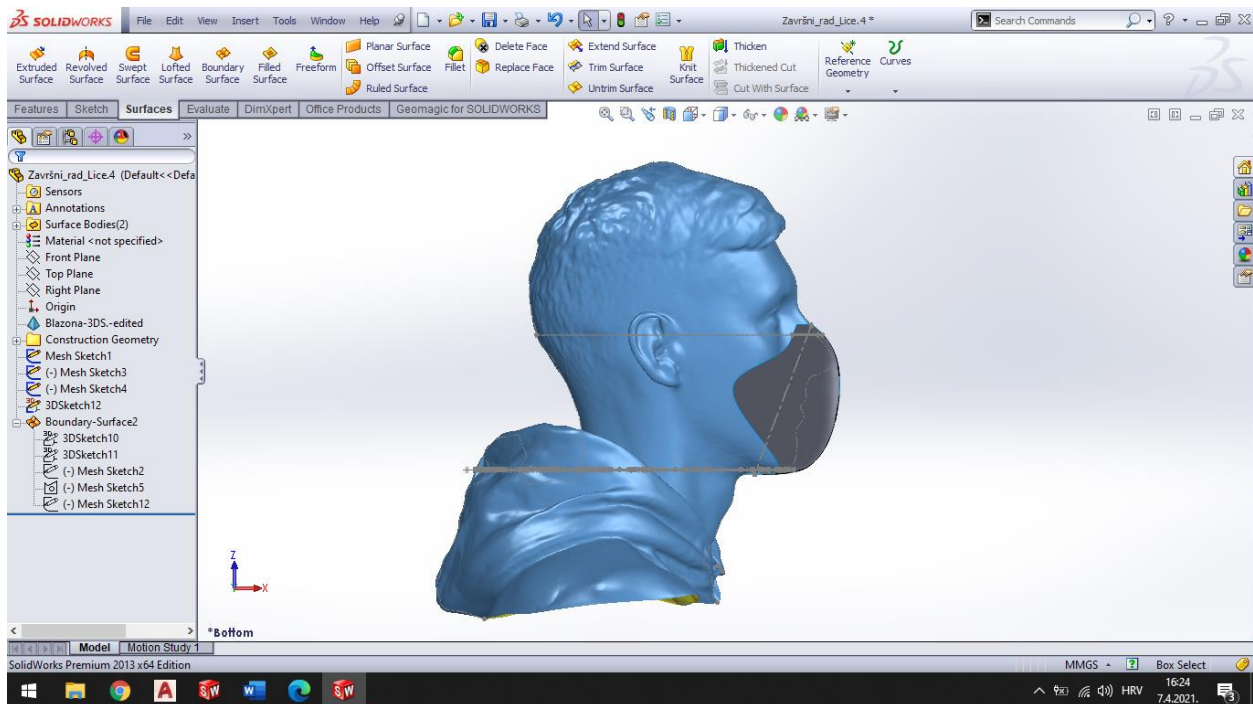 SOLIDWORKS File Edit View Insert Tools Window Help Završni_rad_Lice.4 * Search Commands
Extruded Surface
Revolved Surface
Swept Surface
Lofted Surface
Boundary Surface
Filled Surface
Freeform
Planar Surface
Offset Surface
Ruled Surface
Fillet
Delete Face
Replace Face
Extend Surface
Trim Surface
Untrim Surface
Knit Surface
Thicken
Thickened Cut
Cut With Surface
Reference Geometry
Curves
Features Sketch Surfaces Evaluate DimXpert Office Products Geomagic for SOLIDWORKS
Završni_rad_Lice.4 (Default<<Defa
Sensors
Annotations
Surface Bodies(2)
Material <not specified>
Front Plane
Top Plane
Right Plane
Origin
Blazona-3DS.-edited
Construction Geometry
Mesh Sketch1
(-) Mesh Sketch3
(-) Mesh Sketch4
3DSketch12
Boundary-Surface2
3DSketch10
3DSketch11
(-) Mesh Sketch2
(-) Mesh Sketch5
(-) Mesh Sketch12
Z
X
*Bottom
Model Motion Study 1
SolidWorks Premium 2013 x64 Edition MMGS Box Select
HRV 16:24
7.4.2021.